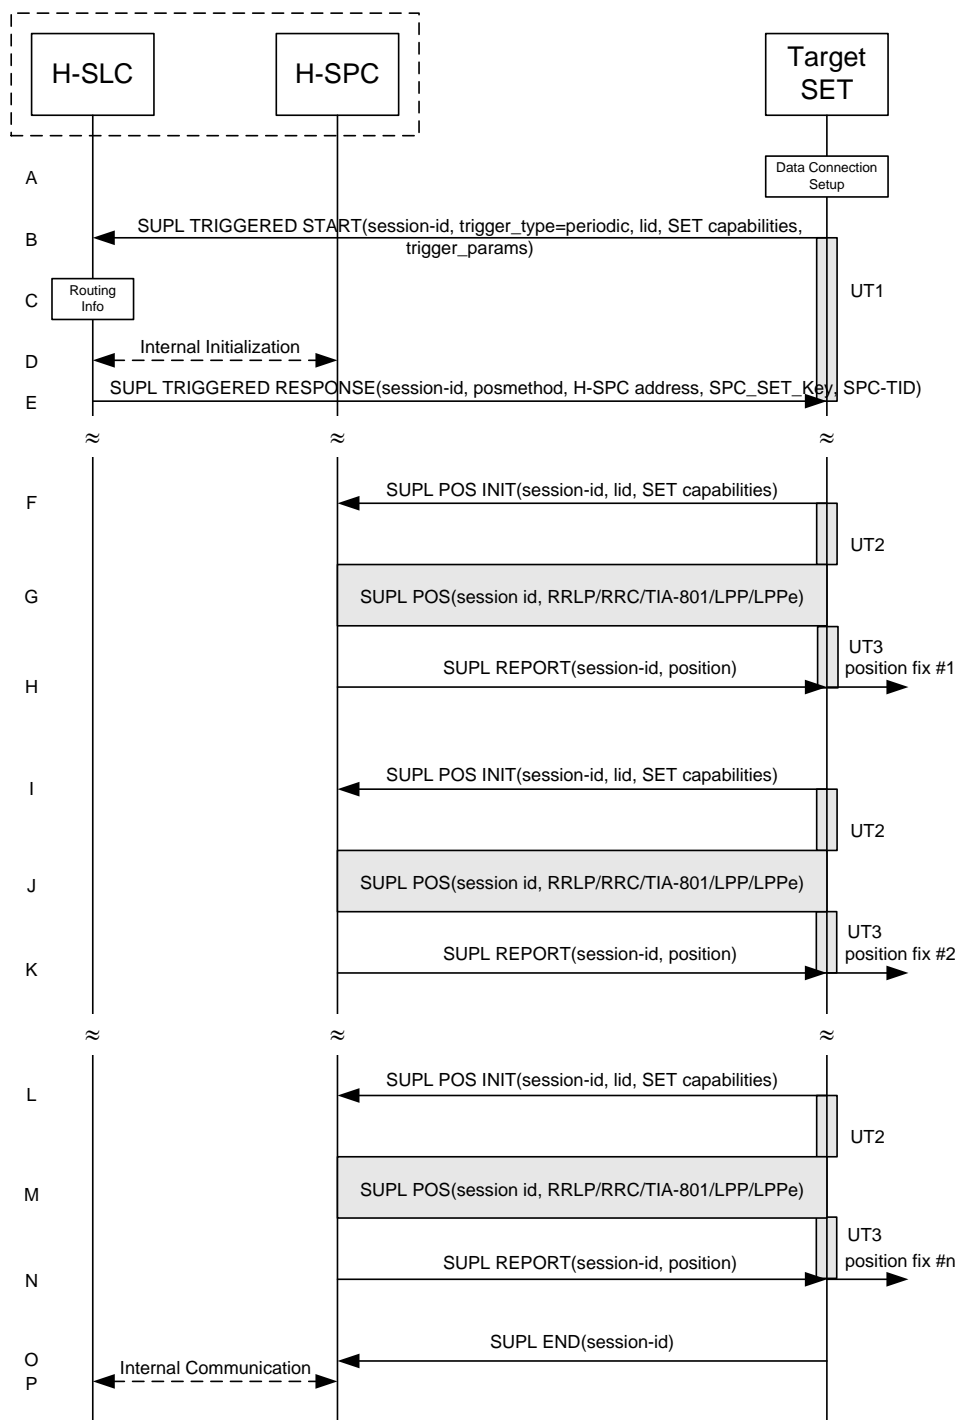 H-SLC
H-SPC
Target
SET
A
Data Connection
Setup
B
SUPL TRIGGERED START(session-id, trigger_type=periodic, lid, SET capabilities,
trigger_params)
C
Routing
Info
UT1
D
Internal Initialization
E
SUPL TRIGGERED RESPONSE(session-id, posmethod, H-SPC address, SPC_SET_Key, SPC-TID)
≈ ≈ ≈
F
SUPL POS INIT(session-id, lid, SET capabilities)
UT2
G
SUPL POS(session id, RRLP/RRC/TIA-801/LPP/LPPe)
UT3
H
SUPL REPORT(session-id, position)
position fix #1
I
SUPL POS INIT(session-id, lid, SET capabilities)
UT2
J
SUPL POS(session id, RRLP/RRC/TIA-801/LPP/LPPe)
UT3
K
SUPL REPORT(session-id, position)
position fix #2
≈ ≈ ≈
L
SUPL POS INIT(session-id, lid, SET capabilities)
UT2
M
SUPL POS(session id, RRLP/RRC/TIA-801/LPP/LPPe)
UT3
N
SUPL REPORT(session-id, position)
position fix #n
O
SUPL END(session-id)
P
Internal Communication